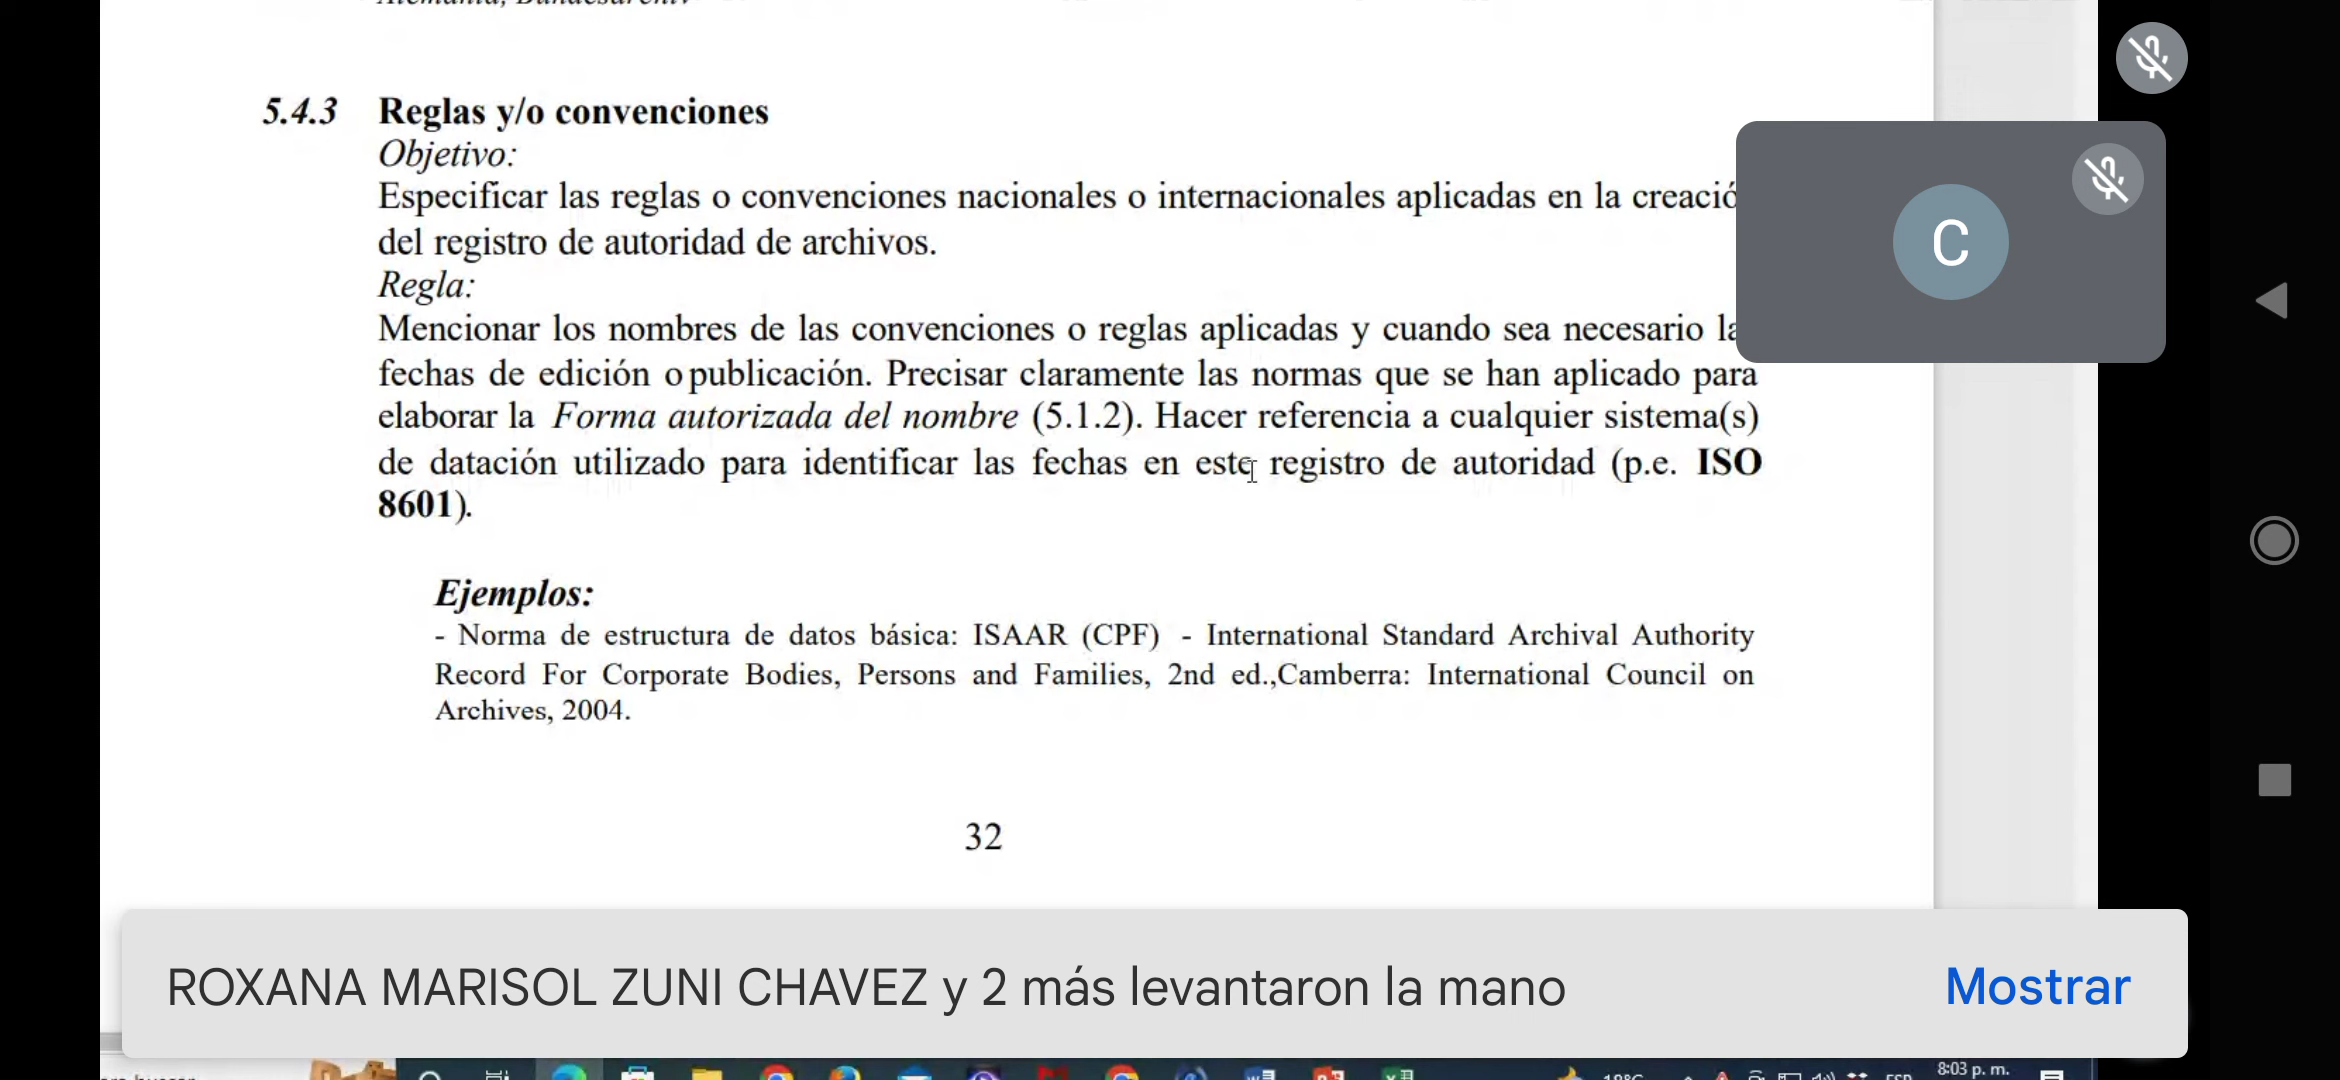 5.4.3 Reglas y/o convenciones
Objetivo:
Especificar las reglas o convenciones nacionales o internacionales aplicadas en la creació
del registro de autoridad de archivos.
Regla:
Mencionar los nombres de las convenciones o reglas aplicadas y cuando sea necesario la
fechas de edición o publicación. Precisar claramente las normas que se han aplicado para
elaborar la Forma autorizada del nombre (5.1.2). Hacer referencia a cualquier sistema(s)
de datación utilizado para identificar las fechas en este registro de autoridad (p.e. ISO
8601).
C
Ejemplos:
- Norma de estructura de datos básica: ISAAR (CPF) - International Standard Archival Authority
Record For Corporate Bodies, Persons and Families, 2nd ed.,Camberra: International Council on
Archives, 2004.
32
ROXANA MARISOL ZUNI CHAVEZ y 2 más levantaron la mano
Mostrar
8:03 p. m.